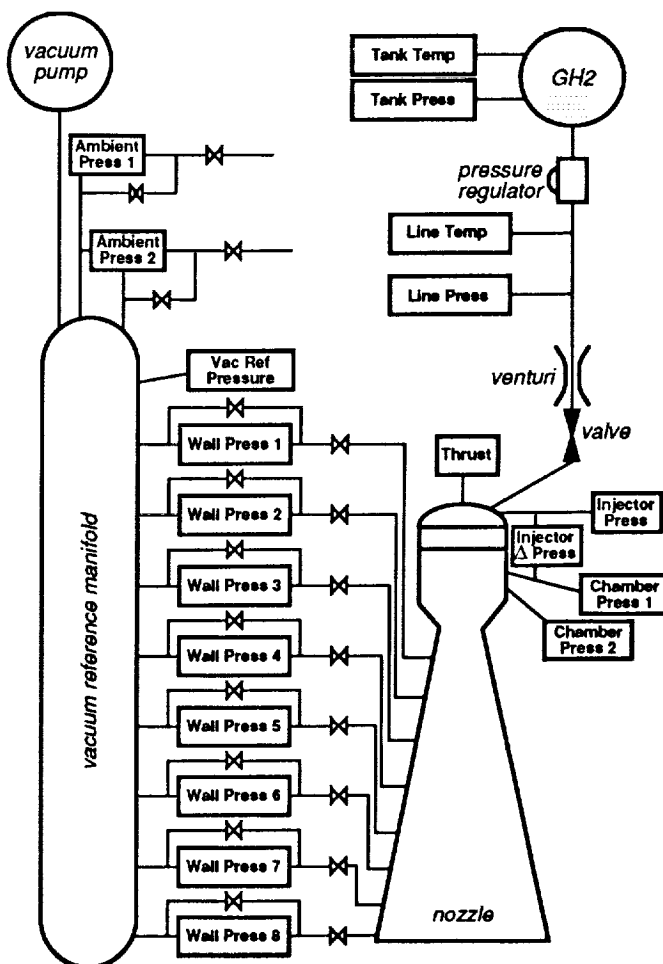 vacuum
pump
Tank Temp
Tank Press
GH2
Ambient
Press 1
pressure
regulator
Ambient
Press 2
Line Temp
Line Press
Vac Ref
Pressure
venturi
valve
Wall Press 1
Thrust
Wall Press 2
Injector
Press
Injector
Δ Press
Wall Press 3
Chamber
Press 1
Chamber
Press 2
Wall Press 4
vacuum reference manifold
Wall Press 5
Wall Press 6
Wall Press 7
Wall Press 8
nozzle